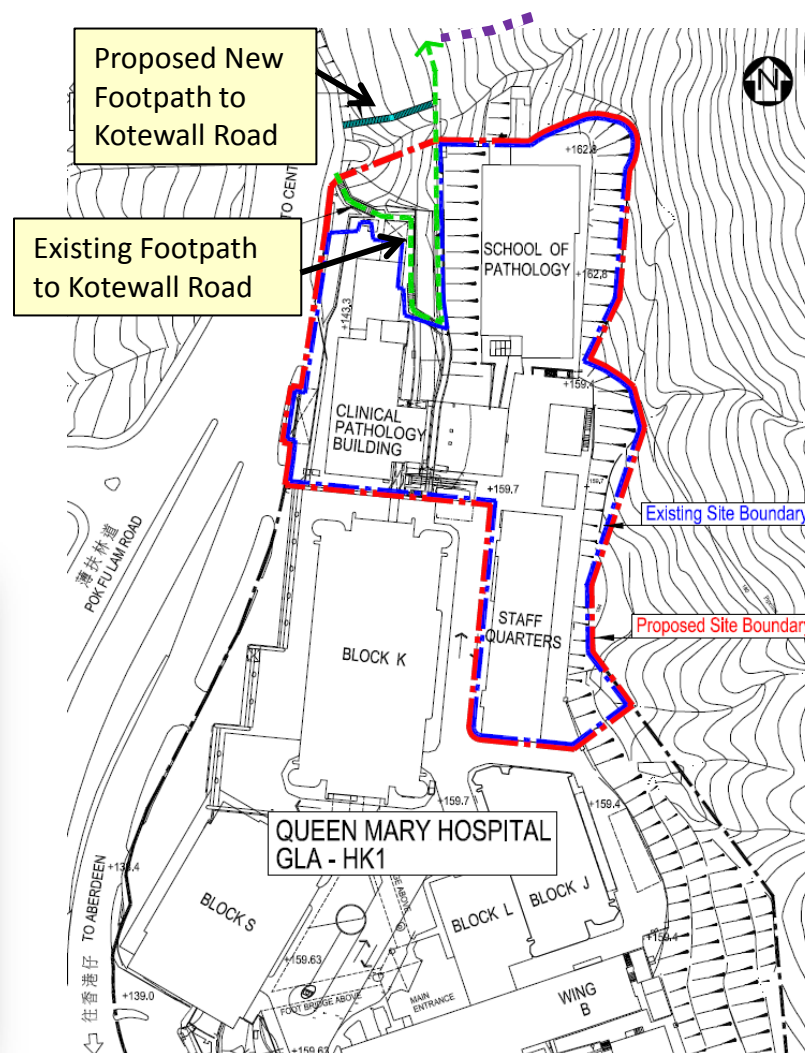 Proposed New
Footpath to
Kotewall Road
N
TO CENT
+162.8
Existing Footpath
to Kotewall Road
SCHOOL OF
PATHOLOGY
+162.8
+143.3
+159.4
CLINICAL
PATHOLOGY
BUILDING
+159.7
+159.7
Existing Site Boundary
薄扶林道
POK FU LAM ROAD
STAFF
QUARTERS
Proposed Site Boundary
BLOCK K
+159.7
+159.4
QUEEN MARY HOSPITAL
GLA - HK1
BLOCK S
BLOCK L
BLOCK J
+159.4
往香港仔 TO ABERDEEN
+159.63
+139.0
FOOT BRIDGE ABOVE
MAIN
ENTRANCE
WING
B
+159.63